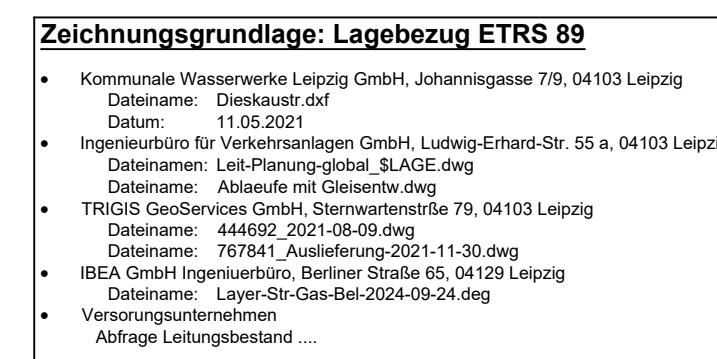 Zeichnungsgrundlage: Lagebezug ETRS 89
• Kommunale Wasserwerke Leipzig GmbH, Johannisgasse 7/9, 04103 Leipzig
Dateiname: Dieskaustr.dxf
Datum: 11.05.2021
• Ingenieurbüro für Verkehrsanlagen GmbH, Ludwig-Erhard-Str. 55 a, 04103 Leipzi
Dateinamen: Leit-Planung-global_$LAGE.dwg
Dateiname: Ablaeufe mit Gleisentw.dwg
• TRIGIS GeoServices GmbH, Sternwartenstrße 79, 04103 Leipzig
Dateiname: 444692_2021-08-09.dwg
Dateiname: 767841_Auslieferung-2021-11-30.dwg
• IBEA GmbH Ingeniuerbüro, Berliner Straße 65, 04129 Leipzig
Dateiname: Layer-Str-Gas-Bel-2024-09-24.deg
• Versorungsunternehmen
Abfrage Leitungsbestand ....